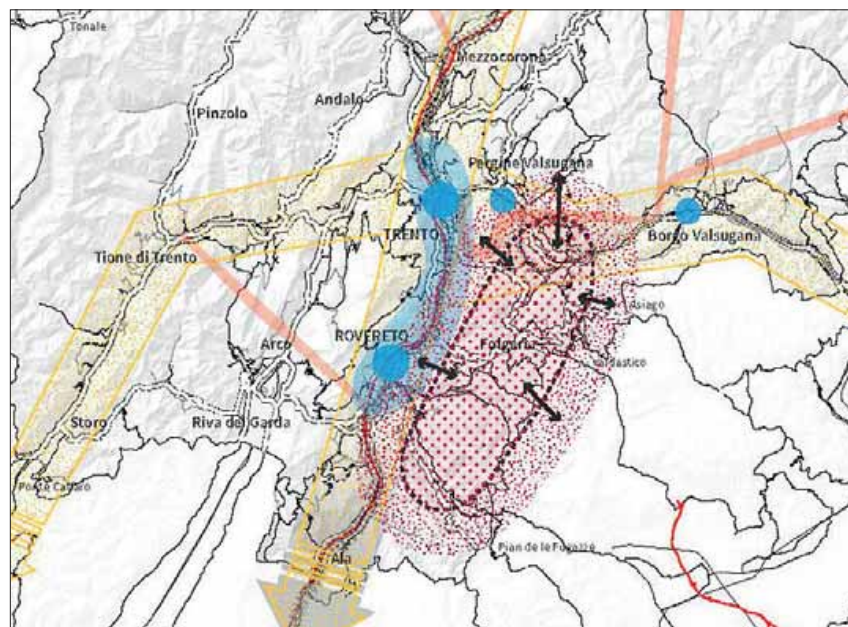 Tonale
Mezzocorona
Andalo
Pinzolo
Pergine Valsugana
TRENTO
Borgo Valsugana
Tione di Trento
Asiago
ROVERETO
Arco
Folgaria
Valdastico
Storo
Riva del Garda
Ponte Caffaro
Pian de le Fugazze
Ala